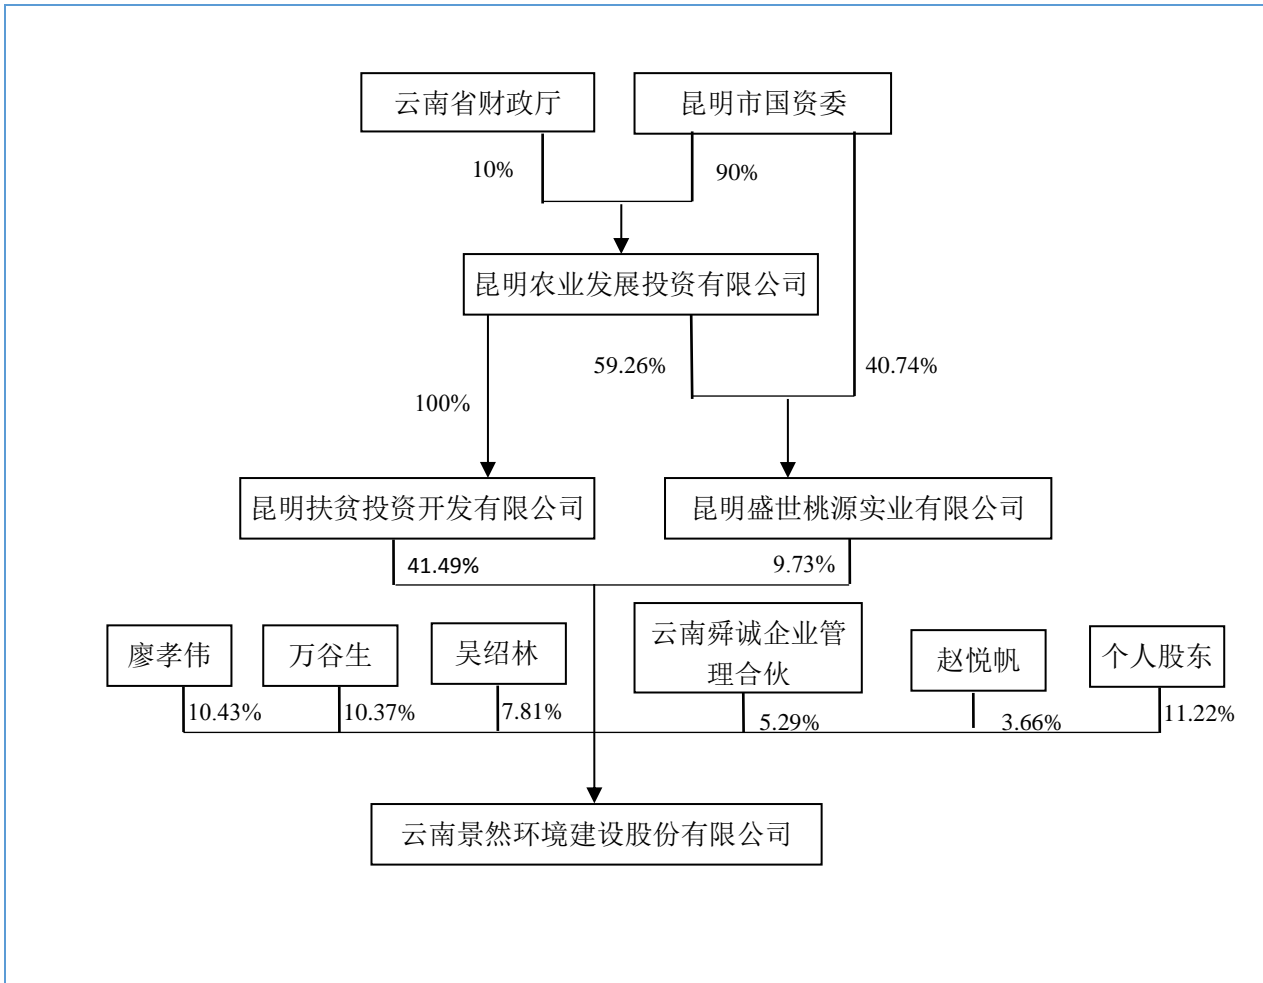 云南省财政厅
昆明市国资委
10%
90%
昆明农业发展投资有限公司
59.26%
40.74%
100%
昆明扶贫投资开发有限公司
昆明盛世桃源实业有限公司
41.49%
9.73%
廖孝伟
万谷生
吴绍林
云南舜诚企业管
理合伙
赵悦帆
个人股东
10.43%
10.37%
7.81%
5.29%
3.66%
11.22%
云南景然环境建设股份有限公司